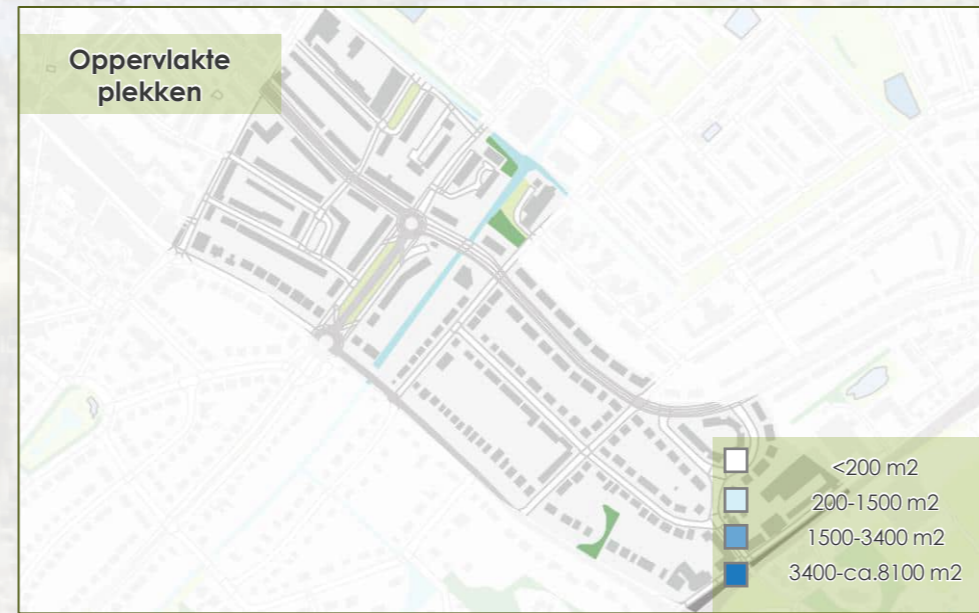 Oppervlakte
plekken
<200 m2
200-1500 m2
1500-3400 m2
3400-ca.8100 m2